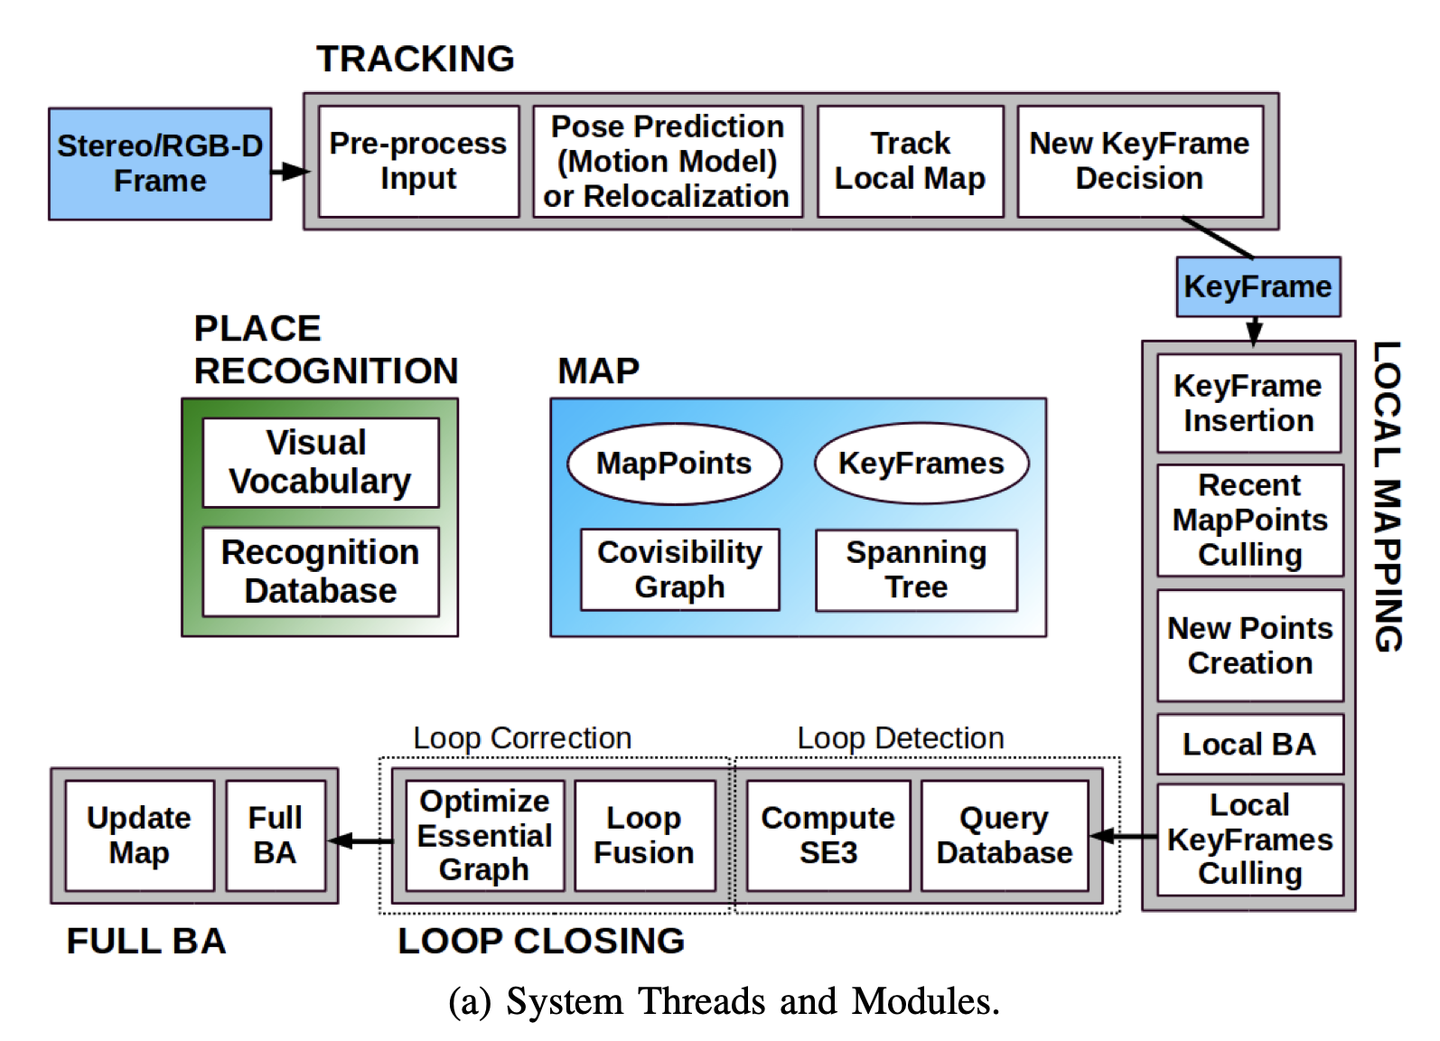 TRACKING
Stereo/RGB-D
Frame
Pre-process
Input
Pose Prediction
(Motion Model)
or Relocalization
Track
Local Map
New KeyFrame
Decision
KeyFrame
PLACE
RECOGNITION
Visual
Vocabulary
Recognition
Database
MAP
MapPoints
KeyFrames
Covisibility
Graph
Spanning
Tree
LOCAL MAPPING
KeyFrame
Insertion
Recent
MapPoints
Culling
New Points
Creation
Local BA
Local
KeyFrames
Culling
Loop Correction
Loop Detection
Update
Map
Full
BA
Optimize
Essential
Graph
Loop
Fusion
Compute
SE3
Query
Database
FULL BA
LOOP CLOSING
(a) System Threads and Modules.